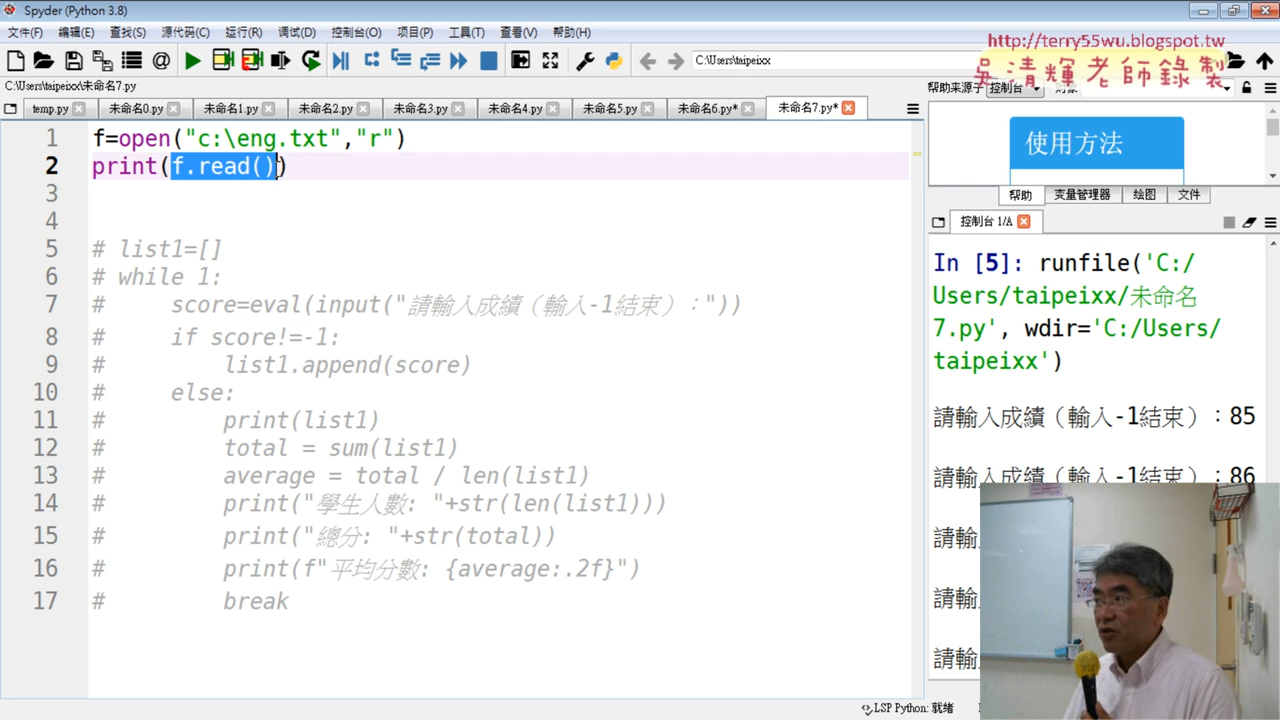 Spyder (Python 3.8)
文件(F) 编辑(E) 查找(S) 源代码(C) 运行(R) 调试(D) 控制台(O) 项目(P) 工具(T) 查看(V) 帮助(H)
C:\Users\taipeixx
http://terry55wu.blogspot.tw
吳清輝老師錄製
C:\Users\taipeixx\未命名7.py
temp.py 未命名0.py 未命名1.py 未命名2.py 未命名3.py 未命名4.py 未命名5.py 未命名6.py* 未命名7.py*
1 f=open("c:\eng.txt","r")
2 print(f.read())
3
4
5 # list1=[]
6 # while 1:
7 #     score=eval(input("請輸入成績（輸入-1結束）："))
8 #     if score!=-1:
9 #         list1.append(score)
10 #     else:
11 #         print(list1)
12 #         total = sum(list1)
13 #         average = total / len(list1)
14 #         print("學生人數: "+str(len(list1)))
15 #         print("總分: "+str(total))
16 #         print(f"平均分數: {average:.2f}")
17 #         break
帮助来源于 控制台
使用方法
帮助 变量管理器 绘图 文件
控制台 1/A
In [5]: runfile('C:/
Users/taipeixx/未命名
7.py', wdir='C:/Users/
taipeixx')
請輸入成績（輸入-1結束）：85
請輸入成績（輸入-1結束）：86
請輸
請輸
請輸
LSP Python: 就绪